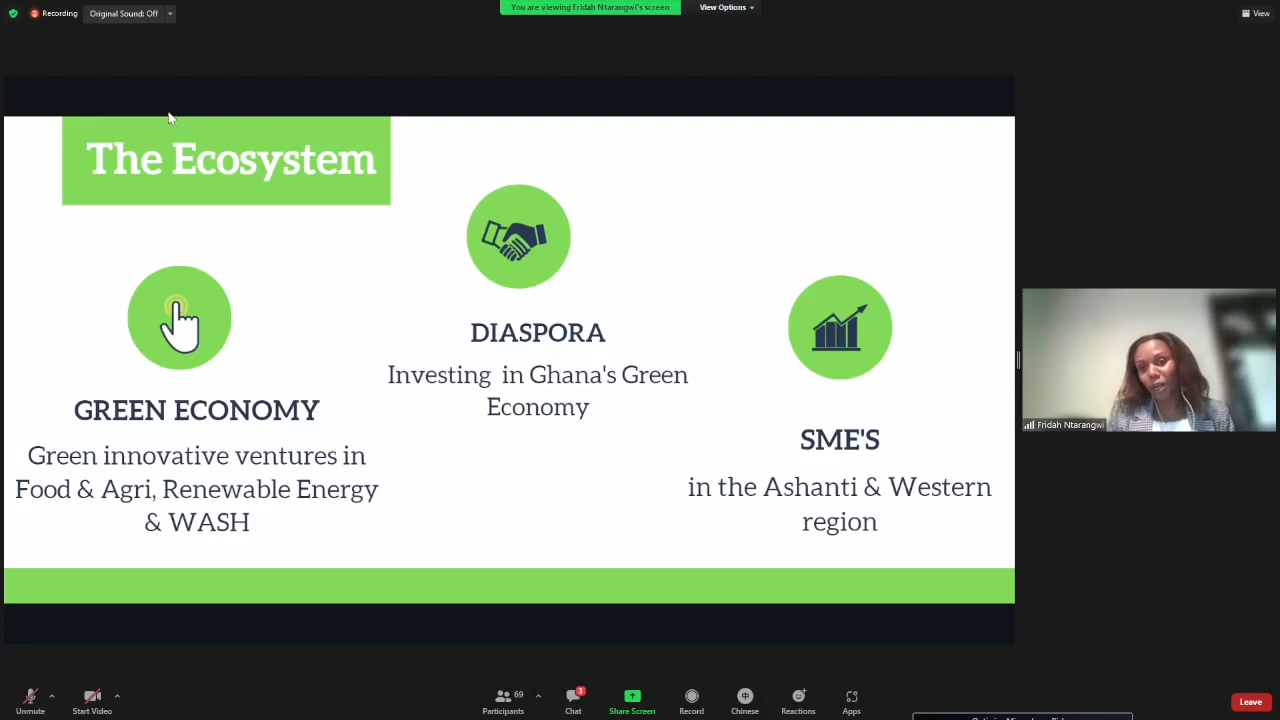 Recording
Original Sound: Off
You are viewing Fridah Ntarangwi's screen
View Options
View
The Ecosystem
DIASPORA
Investing in Ghana's Green
Economy
GREEN ECONOMY
Green innovative ventures in
Food & Agri, Renewable Energy
& WASH
SME'S
in the Ashanti & Western
region
Fridah Ntarangwi
Unmute
Start Video
Participants
69
Chat
3
Share Screen
Record
中
Chinese
Reactions
Apps
Leave